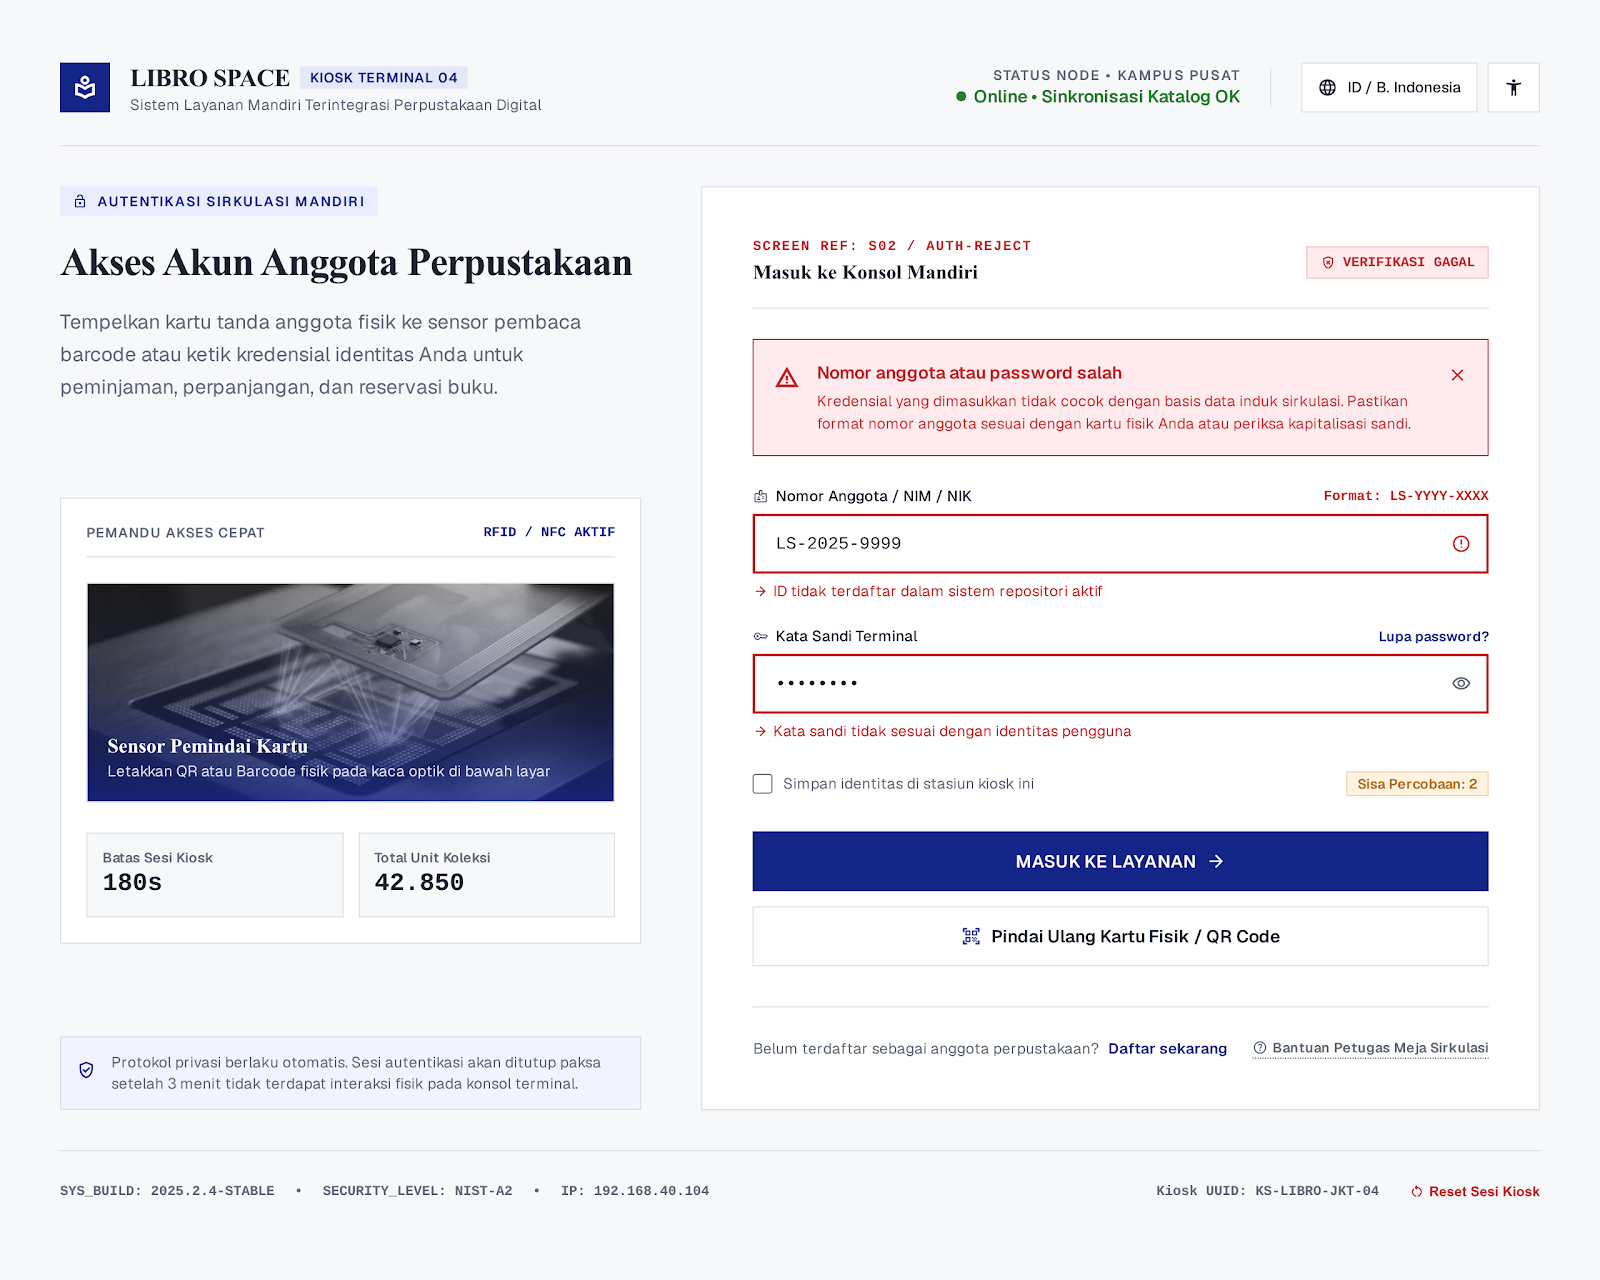 LIBRO SPACE
KIOSK TERMINAL 04
Sistem Layanan Mandiri Terintegrasi Perpustakaan Digital
STATUS NODE • KAMPUS PUSAT
Online • Sinkronisasi Katalog OK
ID / B. Indonesia
AUTENTIKASI SIRKULASI MANDIRI
Akses Akun Anggota Perpustakaan
Tempelkan kartu tanda anggota fisik ke sensor pembaca
barcode atau ketik kredensial identitas Anda untuk
peminjaman, perpanjangan, dan reservasi buku.
PEMANDU AKSES CEPAT
RFID / NFC AKTIF
Sensor Pemindai Kartu
Letakkan QR atau Barcode fisik pada kaca optik di bawah layar
Batas Sesi Kiosk
180s
Total Unit Koleksi
42.850
Protokol privasi berlaku otomatis. Sesi autentikasi akan ditutup paksa
setelah 3 menit tidak terdapat interaksi fisik pada konsol terminal.
SCREEN REF: S02 / AUTH-REJECT
Masuk ke Konsol Mandiri
VERIFIKASI GAGAL
Nomor anggota atau password salah
Kredensial yang dimasukkan tidak cocok dengan basis data induk sirkulasi. Pastikan
format nomor anggota sesuai dengan kartu fisik Anda atau periksa kapitalisasi sandi.
Nomor Anggota / NIM / NIK
Format: LS-YYYY-XXXX
LS-2025-9999
→ ID tidak terdaftar dalam sistem repositori aktif
Kata Sandi Terminal
Lupa password?
••••••••
→ Kata sandi tidak sesuai dengan identitas pengguna
Simpan identitas di stasiun kiosk ini
Sisa Percobaan: 2
MASUK KE LAYANAN →
Pindai Ulang Kartu Fisik / QR Code
Belum terdaftar sebagai anggota perpustakaan? Daftar sekarang
Bantuan Petugas Meja Sirkulasi
SYS_BUILD: 2025.2.4-STABLE • SECURITY_LEVEL: NIST-A2 • IP: 192.168.40.104
Kiosk UUID: KS-LIBRO-JKT-04
Reset Sesi Kiosk